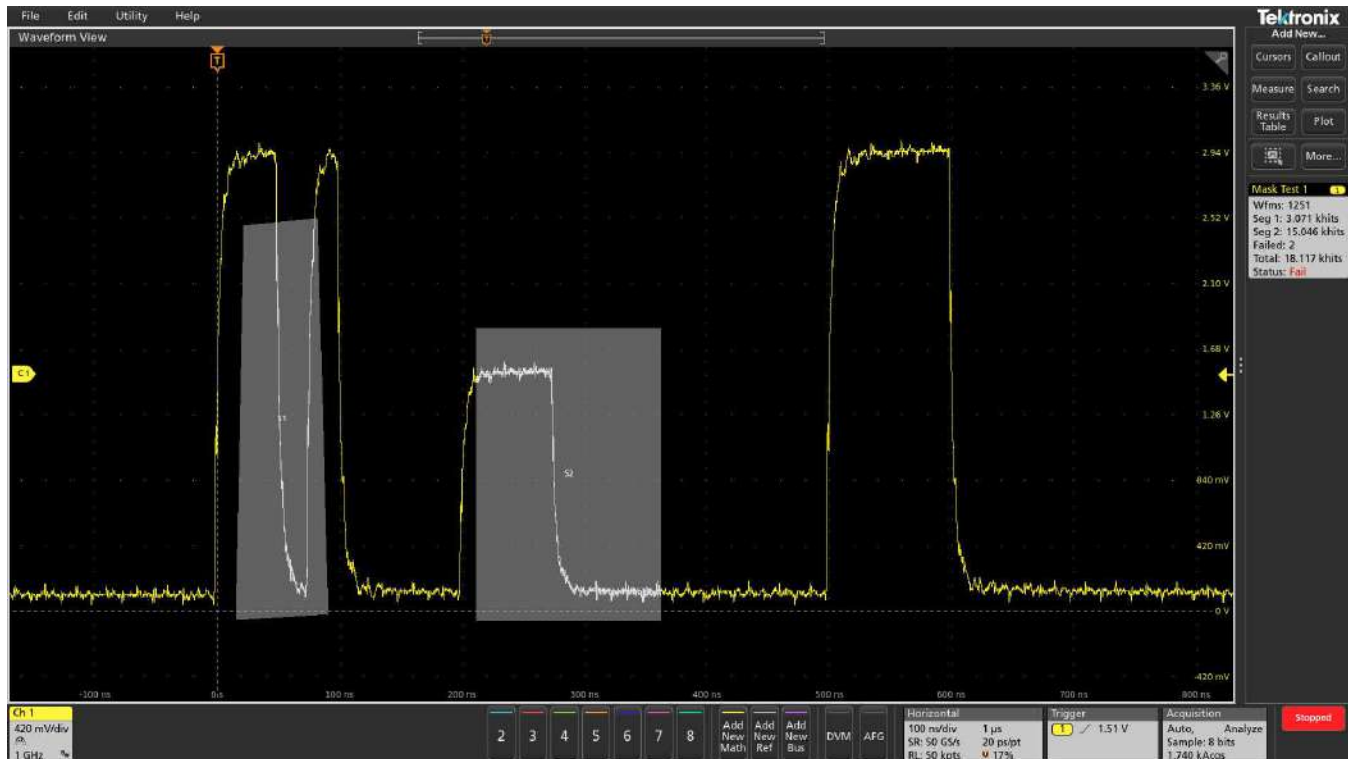 File Edit Utility Help
Tektronix
Waveform View
Add New...
T
T
Cursors Callout
Measure Search
Results Table Plot
More...
Mask Test 1 1
Wfms: 1251
Seg 1: 3.071 khits
Seg 2: 15.046 khits
Failed: 2
Total: 18.117 khits
Status: Fail
3.36 V
2.94 V
2.52 V
2.10 V
1.68 V
C1
1.26 V
S1
S2
840 mV
420 mV
0 V
-420 mV
-100 ns 0 s 100 ns 200 ns 300 ns 400 ns 500 ns 600 ns 700 ns 800 ns
Ch 1
420 mV/div
1 GHz
2 3 4 5 6 7 8
Add New Math
Add New Ref
Add New Bus
DVM AFG
Horizontal
100 ns/div 1 µs
SR: 50 GS/s 20 ps/pt
RL: 50 kpts 17%
Trigger
1 1.51 V
Acquisition
Auto, Analyze
Sample: 8 bits
1.740 kAcqs
Stopped